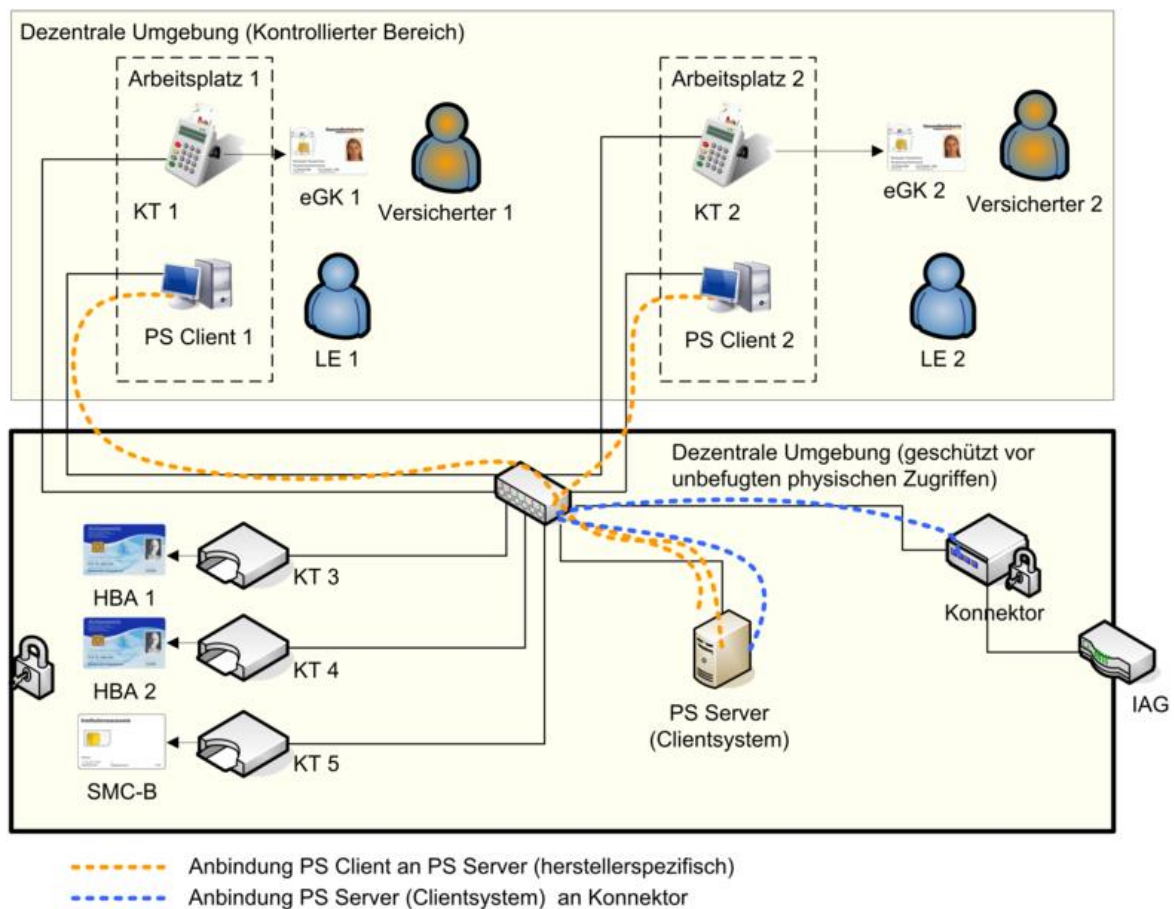 Dezentrale Umgebung (Kontrollierter Bereich)
Arbeitsplatz 1
Arbeitsplatz 2
KT 1
eGK 1
Versicherter 1
KT 2
eGK 2
Versicherter 2
PS Client 1
LE 1
PS Client 2
LE 2
Dezentrale Umgebung (geschützt vor
unbefugten physischen Zugriffen)
HBA 1
KT 3
Konnektor
HBA 2
KT 4
PS Server
(Clientsystem)
IAG
SMC-B
KT 5
Anbindung PS Client an PS Server (herstellerspezifisch)
Anbindung PS Server (Clientsystem) an Konnektor